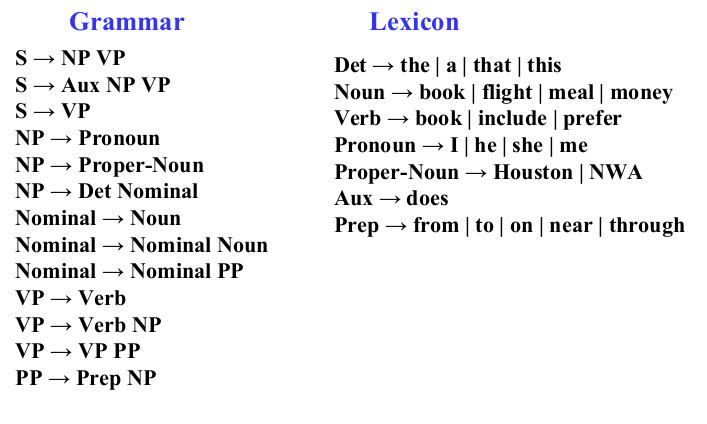 Grammar
S → NP VP
S → Aux NP VP
S → VP
NP → Pronoun
NP → Proper-Noun
NP → Det Nominal
Nominal → Noun
Nominal → Nominal Noun
Nominal → Nominal PP
VP → Verb
VP → Verb NP
VP → VP PP
PP → Prep NP
Lexicon
Det → the | a | that | this
Noun → book | flight | meal | money
Verb → book | include | prefer
Pronoun → I | he | she | me
Proper-Noun → Houston | NWA
Aux → does
Prep → from | to | on | near | through